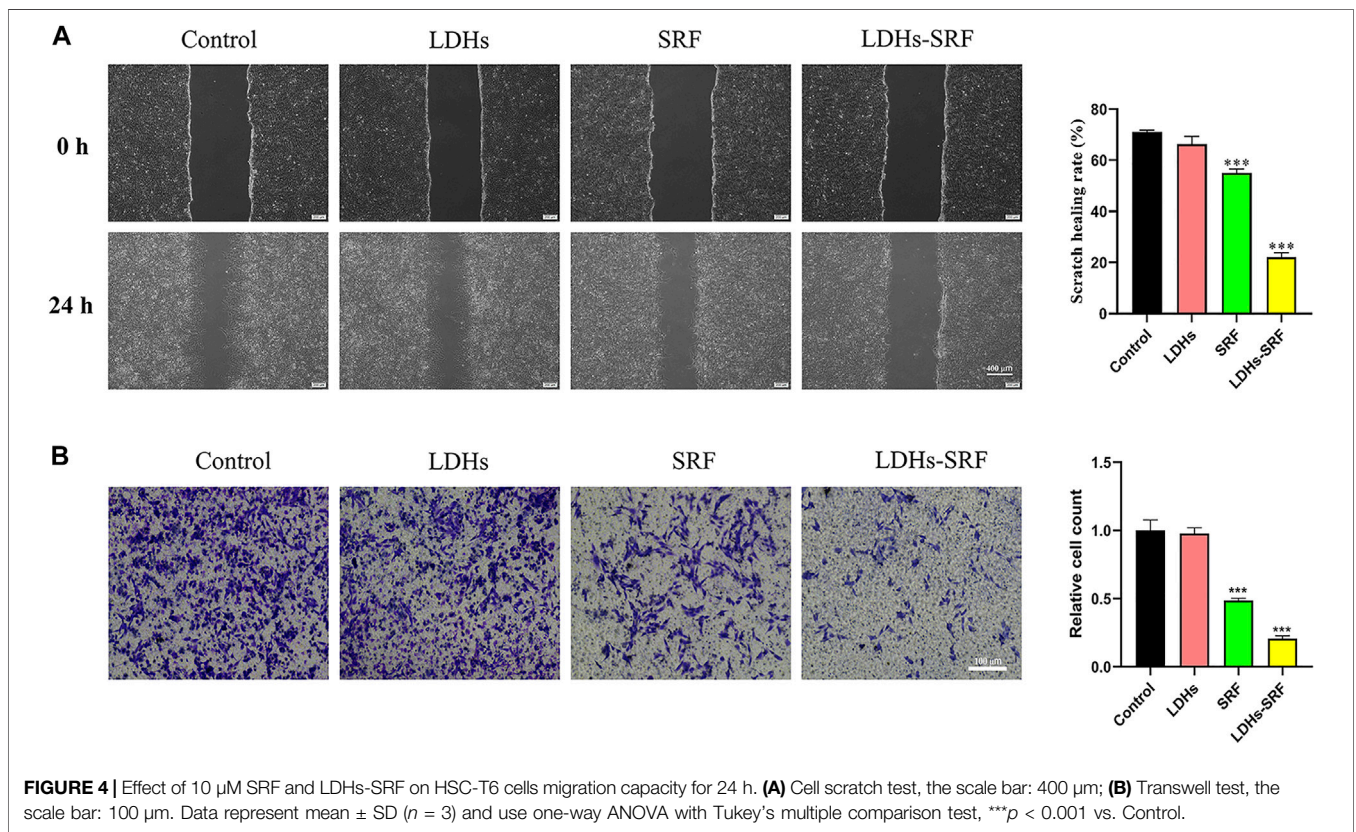 A
Control
LDHs
SRF
LDHs-SRF
0 h
24 h
400 μm
Scratch healing rate (%)
80
60
40
20
0
***
***
Control
LDHs
SRF
LDHs-SRF
B
Control
LDHs
SRF
LDHs-SRF
100 μm
Relative cell count
1.5
1.0
0.5
0.0
***
***
Control
LDHs
SRF
LDHs-SRF
FIGURE 4 | Effect of 10 μM SRF and LDHs-SRF on HSC-T6 cells migration capacity for 24 h. (A) Cell scratch test, the scale bar: 400 μm; (B) Transwell test, the
scale bar: 100 μm. Data represent mean ± SD (n = 3) and use one-way ANOVA with Tukey’s multiple comparison test, ***p < 0.001 vs. Control.